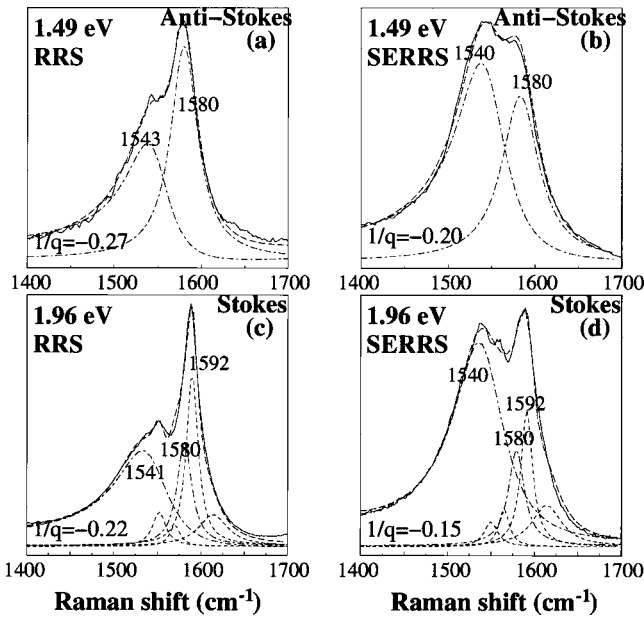 1.49 eV
RRS
Anti−Stokes
(a)
1543
1580
1/q=−0.27
1400 1500 1600 1700
1.49 eV
SERRS
Anti−Stokes
(b)
1540
1580
1/q=−0.20
1400 1500 1600 1700
1.96 eV
RRS
Stokes
(c)
1592
1580
1541
1/q=−0.22
1400 1500 1600 1700
Raman shift (cm-1)
1.96 eV
SERRS
Stokes
(d)
1540
1592
1580
1/q=−0.15
1400 1500 1600 1700
Raman shift (cm-1)